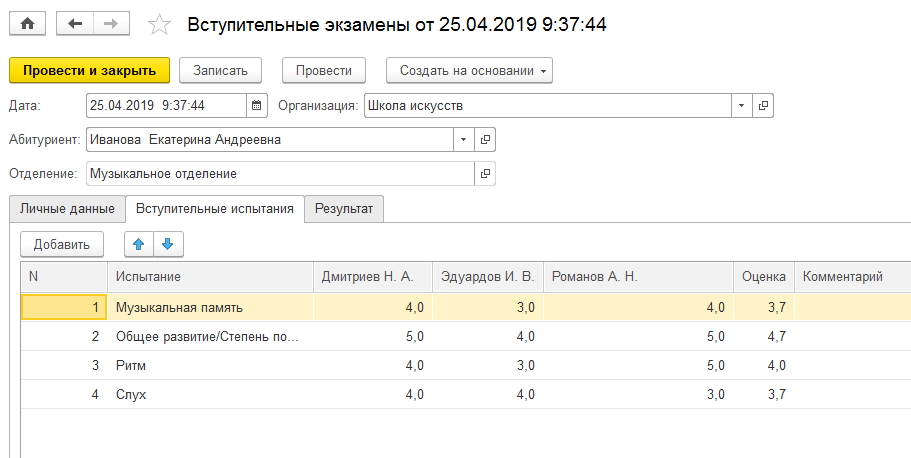 Вступительные экзамены от 25.04.2019 9:37:44
Провести и закрыть Записать Провести Создать на основании
Дата: 25.04.2019 9:37:44 Организация: Школа искусств
Абитуриент: Иванова Екатерина Андреевна
Отделение: Музыкальное отделение
Личные данные Вступительные испытания Результат
Добавить
N Испытание Дмитриев Н. А. Эдуардов И. В. Романов А. Н. Оценка Комментарий
1 Музыкальная память 4,0 3,0 4,0 3,7
2 Общее развитие/Степень по... 5,0 4,0 5,0 4,7
3 Ритм 4,0 3,0 5,0 4,0
4 Слух 4,0 4,0 3,0 3,7